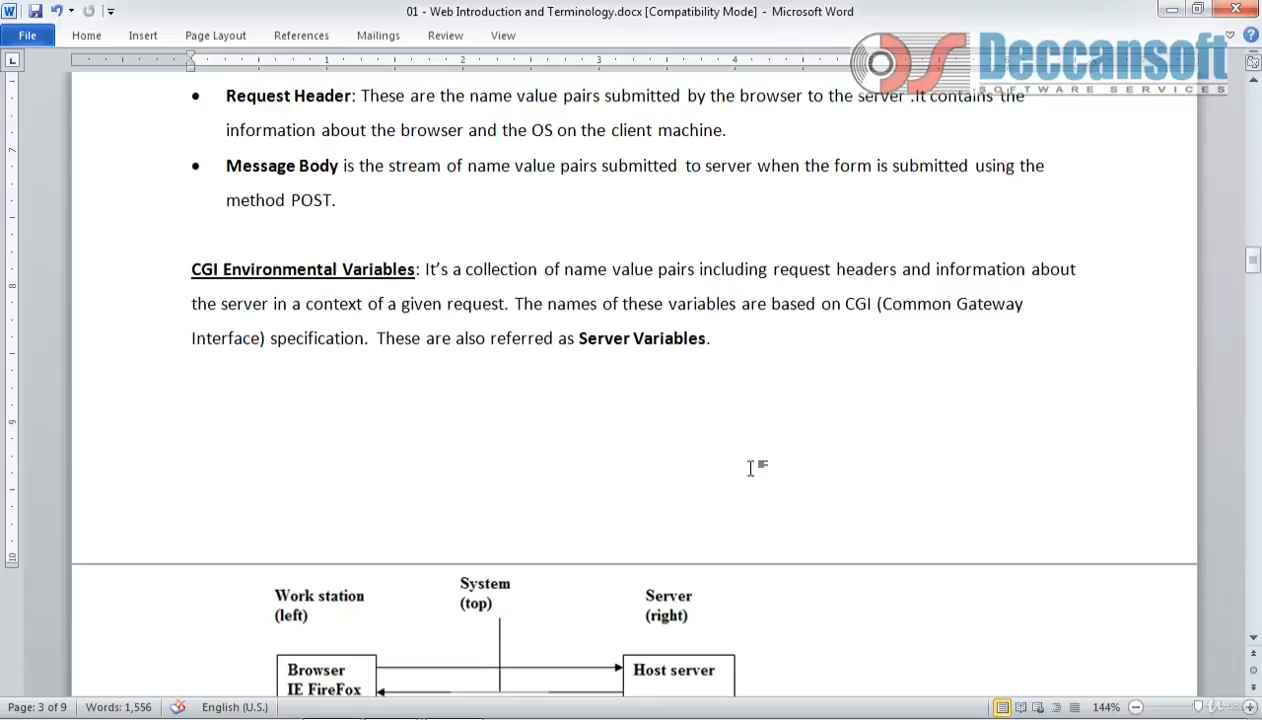 01 - Web Introduction and Terminology.docx [Compatibility Mode] - Microsoft Word
File Home Insert Page Layout References Mailings Review View
Deccansoft
SOFTWARE SERVICES
1 2 3 4
• Request Header: These are the name value pairs submitted by the browser to the server .It contains the
information about the browser and the OS on the client machine.
• Message Body is the stream of name value pairs submitted to server when the form is submitted using the
method POST.
CGI Environmental Variables: It’s a collection of name value pairs including request headers and information about
the server in a context of a given request. The names of these variables are based on CGI (Common Gateway
Interface) specification. These are also referred as Server Variables.
System
(top)
Work station
(left)
Server
(right)
Browser
IE FireFox
Host server
Page: 3 of 9 Words: 1,556 English (U.S.) 144%